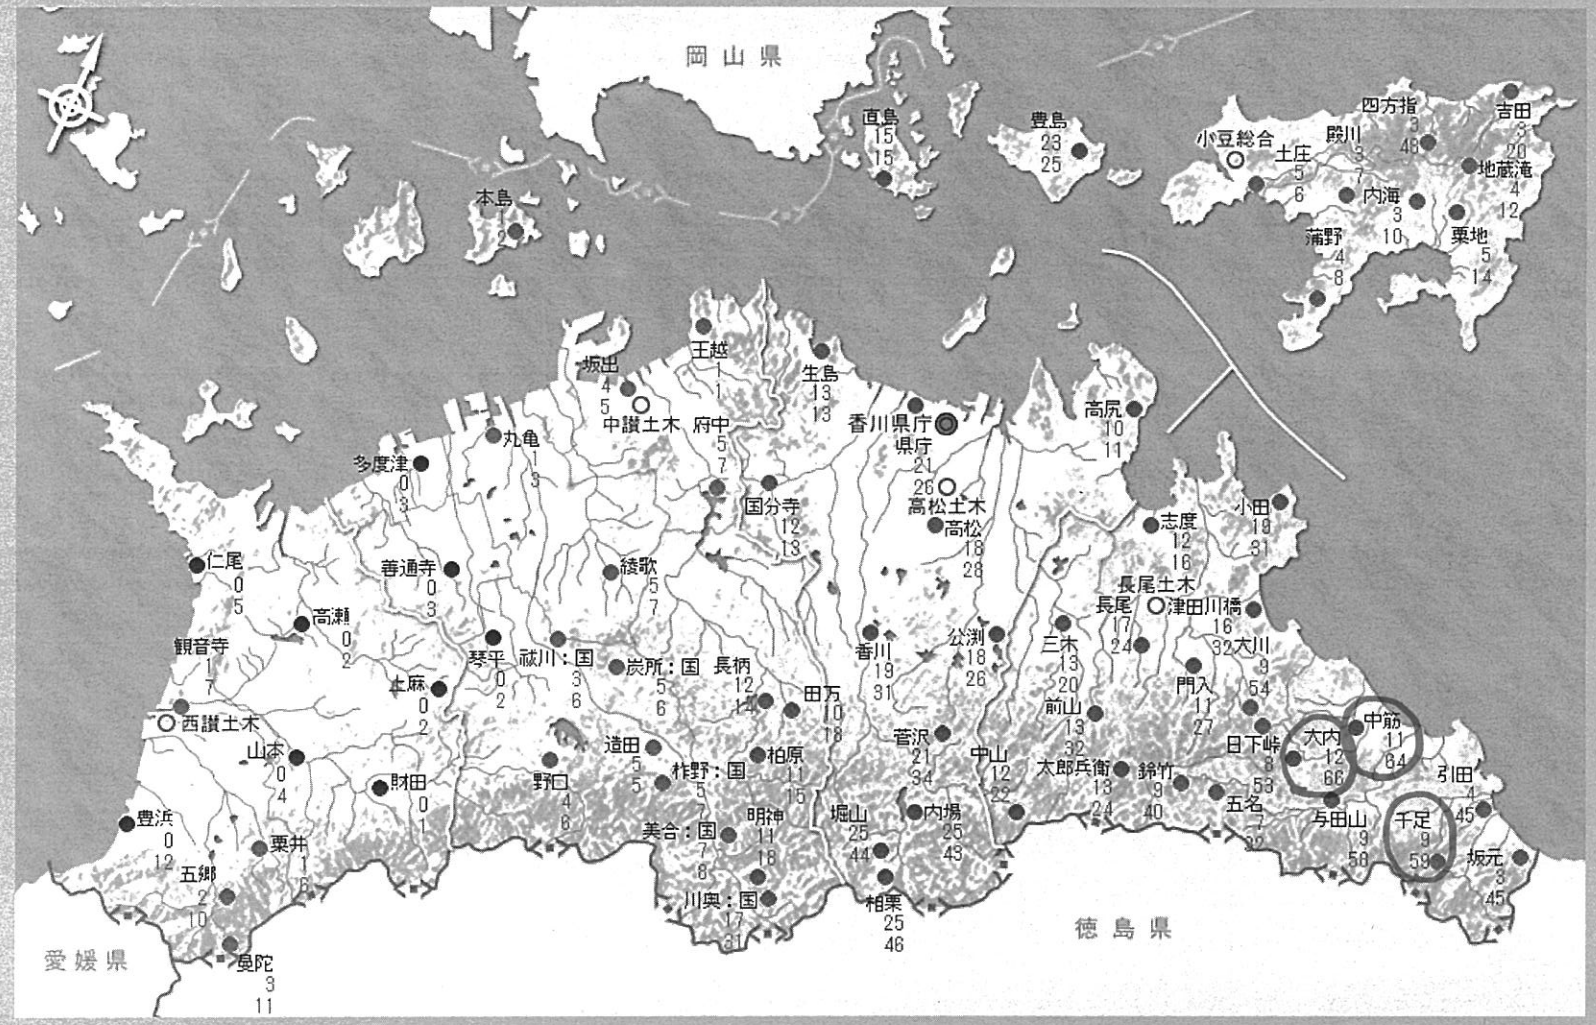 岡山県
直島
15
15
豊島
23
25
小豆総合
土庄
5
6
殿川
3
7
四方指
3
48
吉田
3
20
地蔵滝
4
12
内海
3
10
粟地
5
14
蒲野
4
8
本島
1
2
王越
1
1
生島
13
13
坂出
4
5
中讃土木
府中
5
7
香川県庁
県庁
21
26
高松土木
高松
18
28
高尻
10
11
丸亀
1
3
多度津
0
3
国分寺
12
13
志度
12
16
小田
19
31
仁尾
0
5
善通寺
0
3
綾歌
5
7
長尾土木
長尾
17
24
津田川橋
16
32
高瀬
0
2
観音寺
1
7
西讃土木
琴平
0
2
祓川:国
3
6
炭所:国
5
6
長柄
12
14
田万
10
18
香川
19
31
公渕
18
26
三木
13
20
大川
9
54
門入
11
27
上麻
0
2
前山
13
32
中筋
11
64
大内
12
66
日下峠
8
53
引田
4
45
山本
0
4
財田
0
1
野口
4
6
造田
5
5
柞野:国
5
7
柏原
11
15
菅沢
21
34
中山
12
22
太郎兵衛
13
24
鈴竹
9
40
五名
7
与田山
9
58
千足
9
59
坂元
3
45
豊浜
0
12
粟井
1
6
五郷
2
10
美合:国
7
8
明神
11
18
堀山
25
44
内場
25
43
川奥:国
17
31
相栗
25
46
曼陀
3
11
愛媛県
徳島県